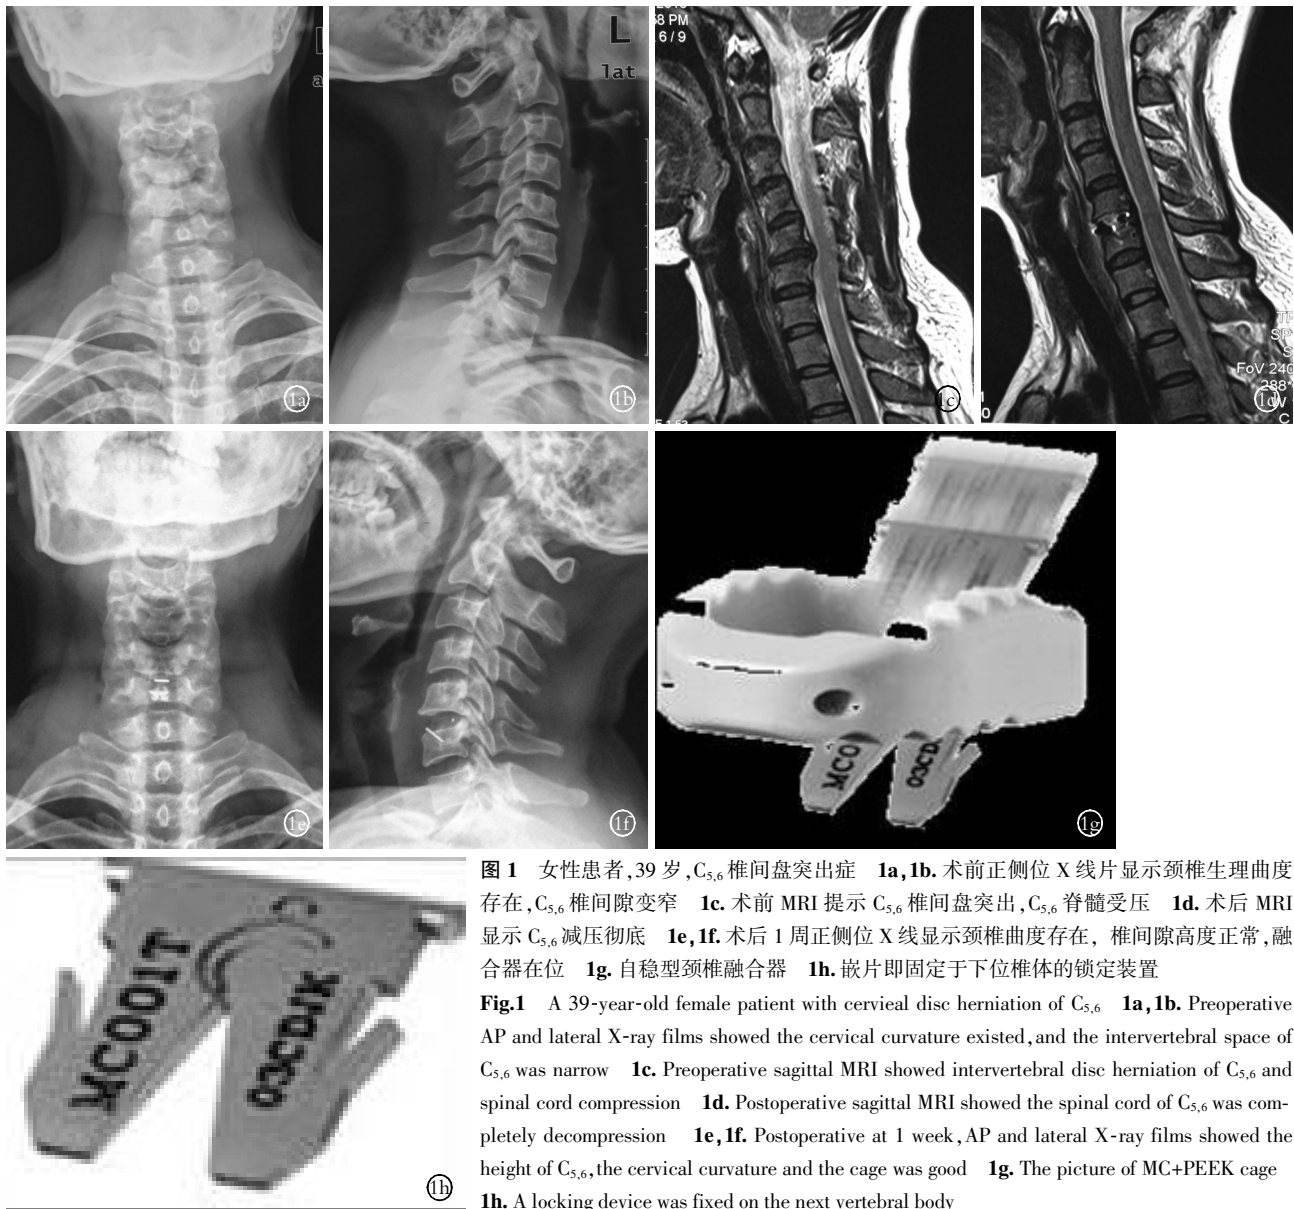 58 PM
6 / 9
L
lat
a
1a
1b
1c
1d
FoV 240
288*
W
C
SP
S
0
1e
1f
MC0
03CD
1g
MC001T
03CD1X
1h
图 1 女性患者,39 岁,C5,6 椎间盘突出症 1a,1b. 术前正侧位 X 线片显示颈椎生理曲度
存在,C5,6 椎间隙变窄 1c. 术前 MRI 提示 C5,6 椎间盘突出,C5,6 脊髓受压 1d. 术后 MRI
显示 C5,6 减压彻底 1e,1f. 术后 1 周正侧位 X 线显示颈椎曲度存在, 椎间隙高度正常,融
合器在位 1g. 自稳型颈椎融合器 1h. 嵌片即固定于下位椎体的锁定装置
Fig.1 A 39-year-old female patient with cervieal disc herniation of C5,6 1a,1b. Preoperative
AP and lateral X-ray films showed the cervical curvature existed,and the intervertebral space of
C5,6 was narrow 1c. Preoperative sagittal MRI showed intervertebral disc herniation of C5,6 and
spinal cord compression 1d. Postoperative sagittal MRI showed the spinal cord of C5,6 was com-
pletely decompression 1e,1f. Postoperative at 1 week,AP and lateral X-ray films showed the
height of C5,6,the cervical curvature and the cage was good 1g. The picture of MC+PEEK cage
1h. A locking device was fixed on the next vertebral body